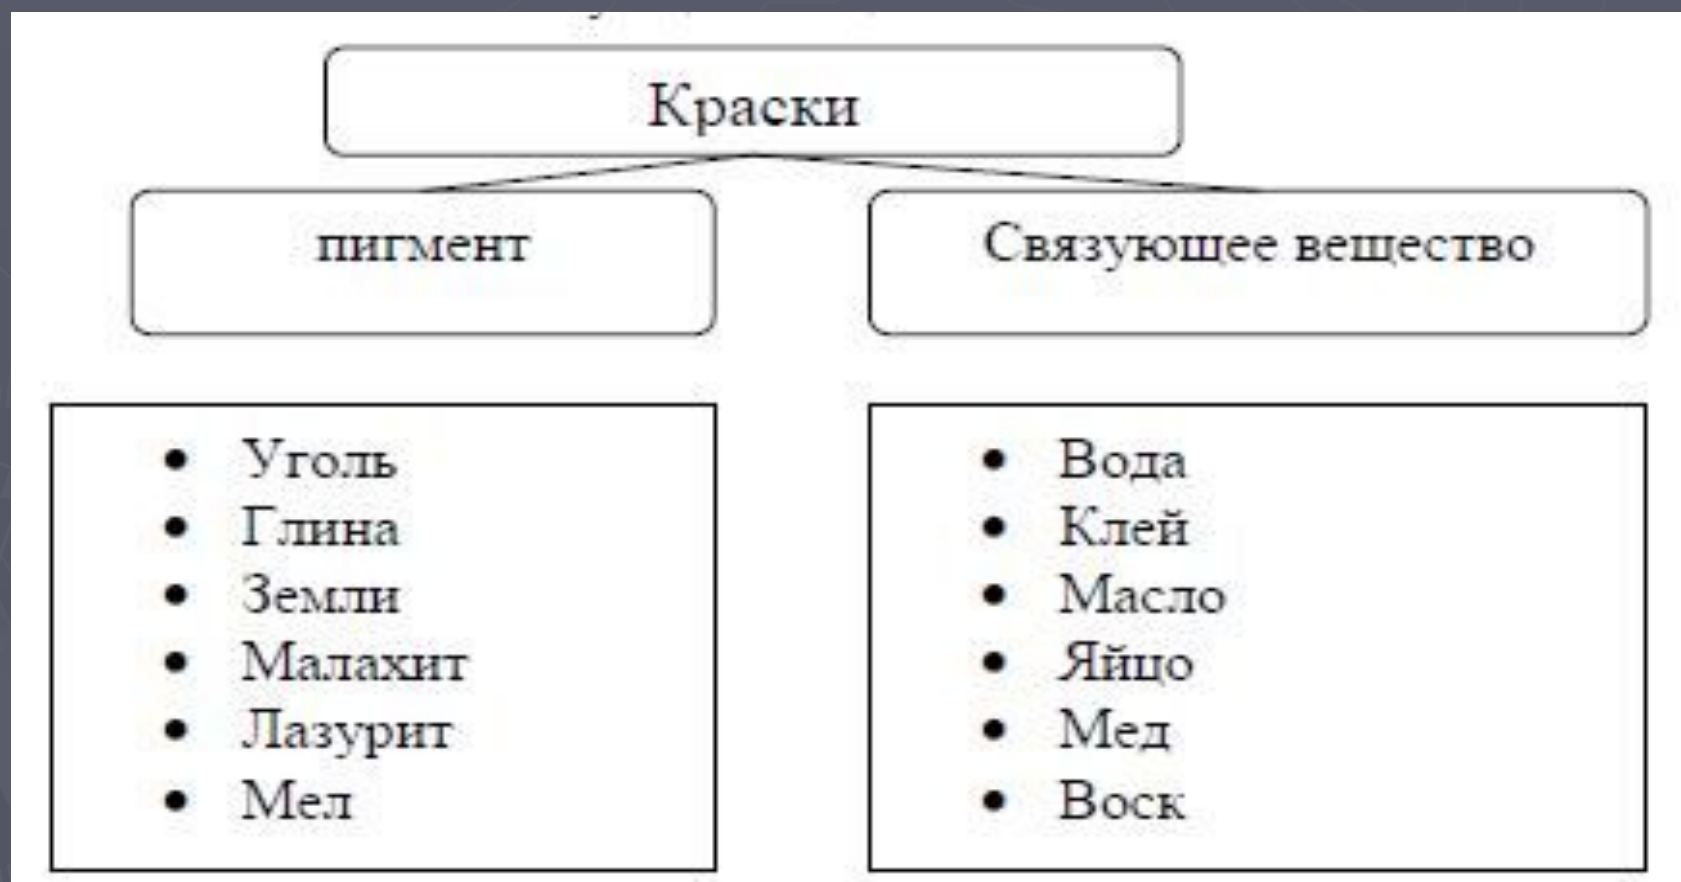 Краски
пигмент
Связующее вещество
• Уголь
• Глина
• Земли
• Малахит
• Лазурит
• Мел
• Вода
• Клей
• Масло
• Яйцо
• Мед
• Воск